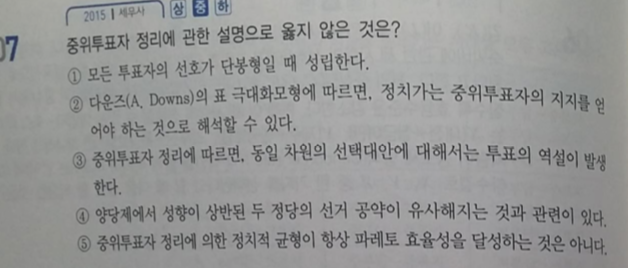 2015 | 세무사 상 중 하
07
중위투표자 정리에 관한 설명으로 옳지 않은 것은?
① 모든 투표자의 선호가 단봉형일 때 성립한다.
② 다운즈(A. Downs)의 표 극대화모형에 따르면, 정치가는 중위투표자의 지지를 얻
어야 하는 것으로 해석할 수 있다.
③ 중위투표자 정리에 따르면, 동일 차원의 선택대안에 대해서는 투표의 역설이 발생
한다.
④ 양당제에서 성향이 상반된 두 정당의 선거 공약이 유사해지는 것과 관련이 있다.
⑤ 중위투표자 정리에 의한 정치적 균형이 항상 파레토 효율성을 달성하는 것은 아니다.